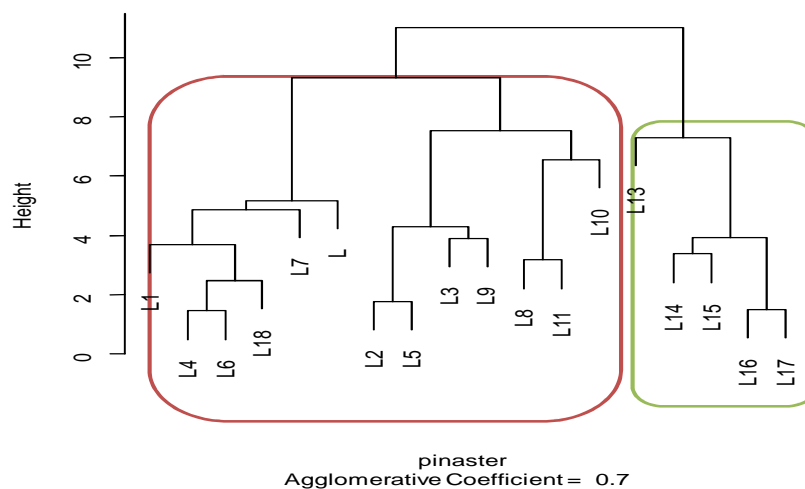 Height
10
8
6
4
2
0
L1
L4
L6
L18
L7
L
L2
L5
L3
L9
L8
L11
L10
L13
L14
L15
L16
L17
pinaster
Agglomerative Coefficient = 0.7